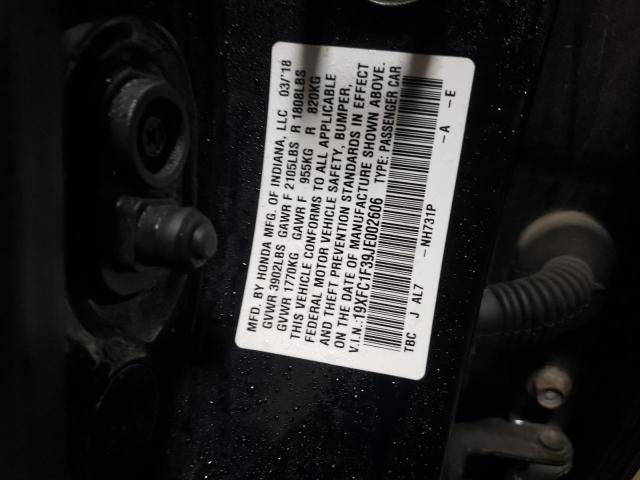 MFD. BY HONDA MFG. OF INDIANA, LLC 03/'18
GVWR 3902LBS GAWR F 2105LBS R 1808LBS
GVWR 1770KG GAWR F 955KG R 820KG
THIS VEHICLE CONFORMS TO ALL APPLICABLE
FEDERAL MOTOR VEHICLE SAFETY, BUMPER,
AND THEFT PREVENTION STANDARDS IN EFFECT
ON THE DATE OF MANUFACTURE SHOWN ABOVE.
V.I.N.:19XFC1F39JE002606 TYPE: PASSENGER CAR
TBC J AL7 -NH731P -A -E